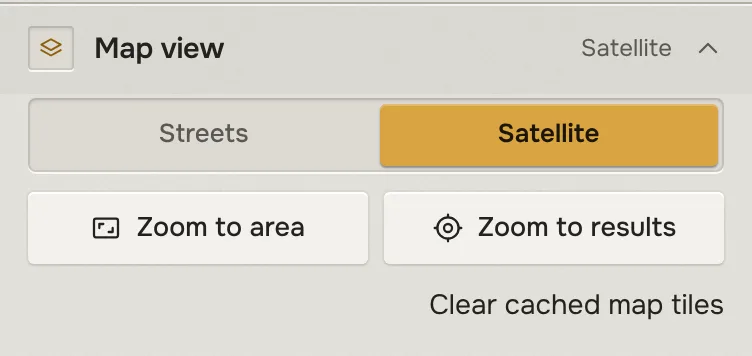 Map view Satellite
Streets Satellite
Zoom to area Zoom to results
Clear cached map tiles